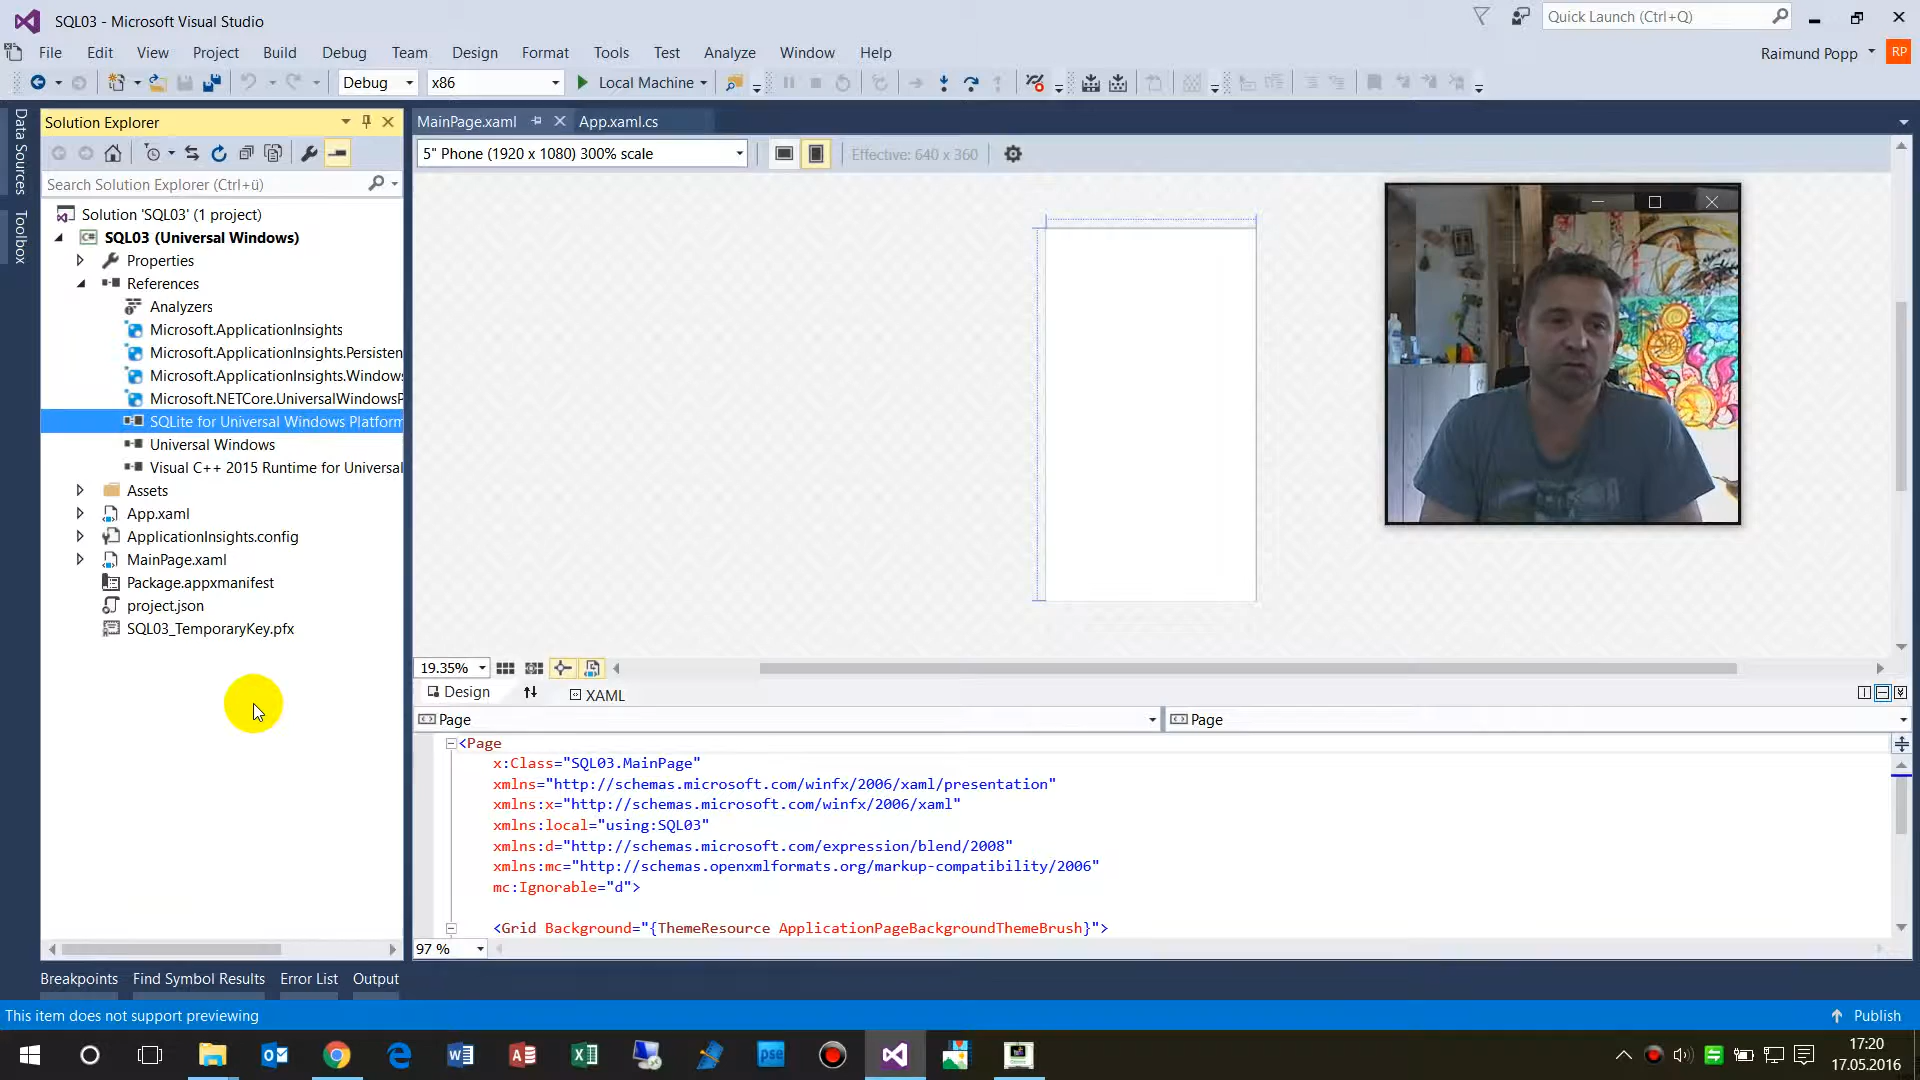 SQL03 - Microsoft Visual Studio
Quick Launch (Ctrl+Q)
File Edit View Project Build Debug Team Design Format Tools Test Analyze Window Help
Raimund Popp RP
Debug x86 Local Machine
Data Sources
Toolbox
Solution Explorer
Search Solution Explorer (Ctrl+ü)
Solution 'SQL03' (1 project)
C# SQL03 (Universal Windows)
Properties
References
Analyzers
Microsoft.ApplicationInsights
Microsoft.ApplicationInsights.Persisten
Microsoft.ApplicationInsights.Window
Microsoft.NETCore.UniversalWindowsP
SQLite for Universal Windows Platform
Universal Windows
Visual C++ 2015 Runtime for Universal
Assets
App.xaml
ApplicationInsights.config
MainPage.xaml
Package.appxmanifest
project.json
SQL03_TemporaryKey.pfx
MainPage.xaml App.xaml.cs
5" Phone (1920 x 1080) 300% scale
Effective: 640 x 360
19.35%
Design XAML
Page Page
<Page
x:Class="SQL03.MainPage"
xmlns="http://schemas.microsoft.com/winfx/2006/xaml/presentation"
xmlns:x="http://schemas.microsoft.com/winfx/2006/xaml"
xmlns:local="using:SQL03"
xmlns:d="http://schemas.microsoft.com/expression/blend/2008"
xmlns:mc="http://schemas.openxmlformats.org/markup-compatibility/2006"
mc:Ignorable="d">
<Grid Background="{ThemeResource ApplicationPageBackgroundThemeBrush}">
97 %
Breakpoints Find Symbol Results Error List Output
This item does not support previewing
Publish
pse
17:20
17.05.2016